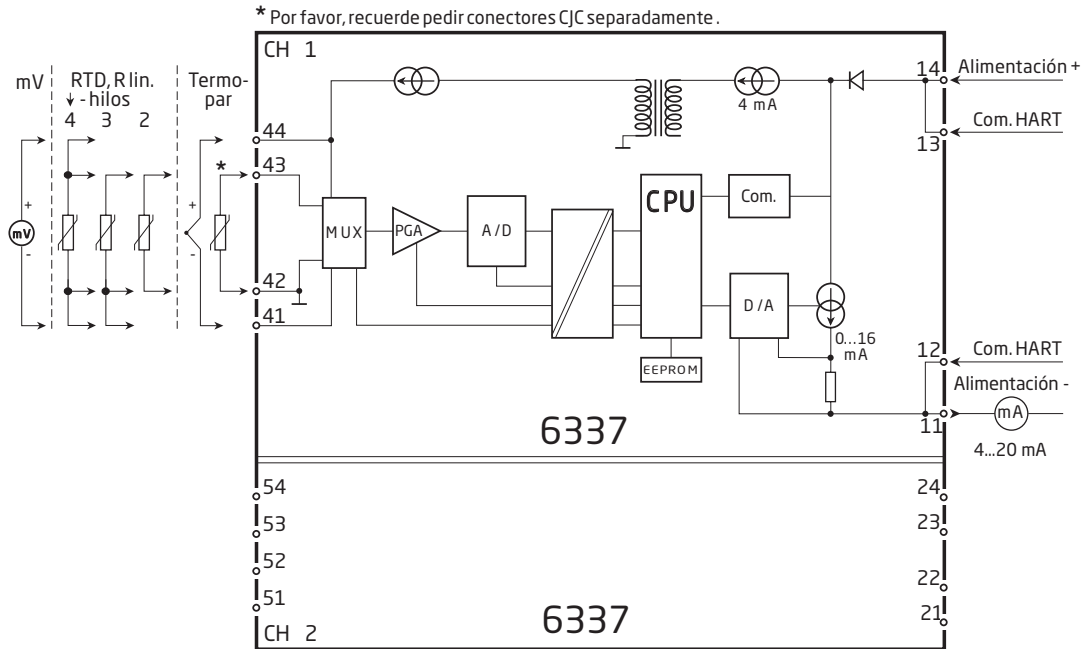 * Por favor, recuerde pedir conectores CJC separadamente.
CH 1
mV
RTD, R lin.
- hilos
4 3 2
Termo-
par
+
-
mV
+
-
*
44
43
42
41
MUX
PGA
A/D
CPU
Com.
D/A
EEPROM
4 mA
0...16
mA
14
Alimentación +
Com. HART
13
12
Com. HART
Alimentación -
11
mA
4...20 mA
6337
54
53
52
51
24
23
22
21
6337
CH 2